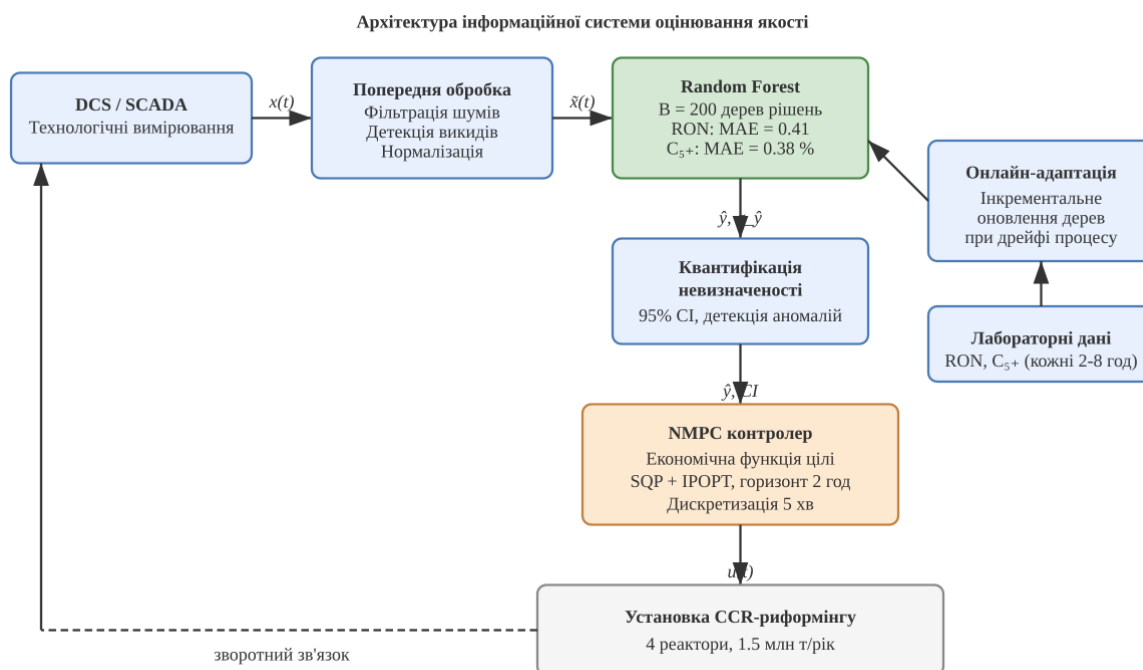 Архітектура інформаційної системи оцінювання якості
DCS / SCADA
Технологічні вимірювання
x(t)
Попередня обробка
Фільтрація шумів
Детекція викидів
Нормалізація
x̃(t)
Random Forest
B = 200 дерев рішень
RON: MAE = 0.41
C₅₊: MAE = 0.38 %
Онлайн-адаптація
Інкрементальне
оновлення дерев
при дрейфі процесу
ŷ, _ŷ
Квантифікація
невизначеності
95% CI, детекція аномалій
Лабораторні дані
RON, C₅₊ (кожні 2-8 год)
ŷ, CI
NMPC контролер
Економічна функція цілі
SQP + IPOPT, горизонт 2 год
Дискретизація 5 хв
Установка CCR-риформінгу
4 реактори, 1.5 млн т/рік
зворотний зв'язок